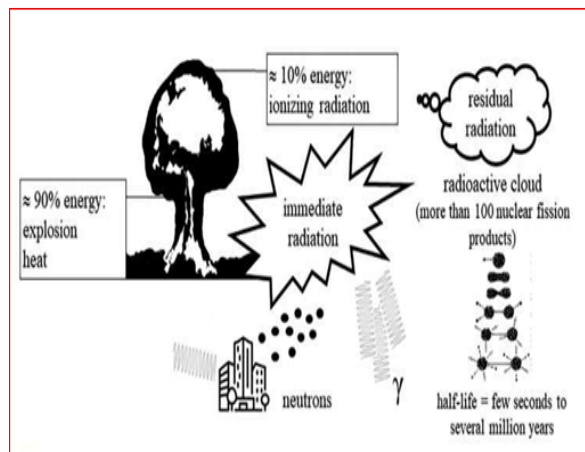 ≈ 10% energy:
ionizing radiation
residual
radiation
≈ 90% energy:
explosion
heat
immediate
radiation
radioactive cloud
(more than 100 nuclear fission
products)
neutrons
γ
half-life = few seconds to
several million years